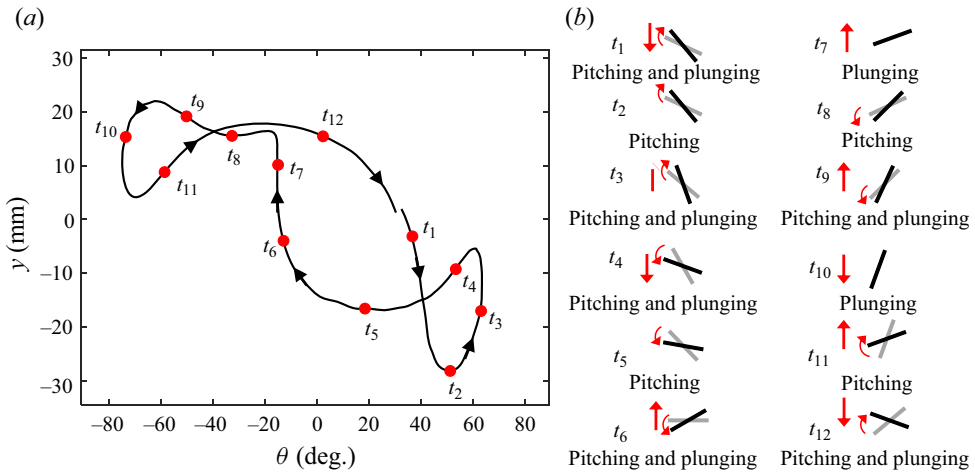 (a)
30
20
10
0
–10
–20
–30
y (mm)
–80 –60 –40 –20 0 20 40 60 80
θ (deg.)
t1
t2
t3
t4
t5
t6
t7
t8
t9
t10
t11
t12
(b)
t1
Pitching and plunging
t2
Pitching
t3
Pitching and plunging
t4
Pitching and plunging
t5
Pitching
t6
Pitching and plunging
t7
Plunging
t8
Pitching
t9
Pitching and plunging
t10
Plunging
t11
Pitching
t12
Pitching and plunging